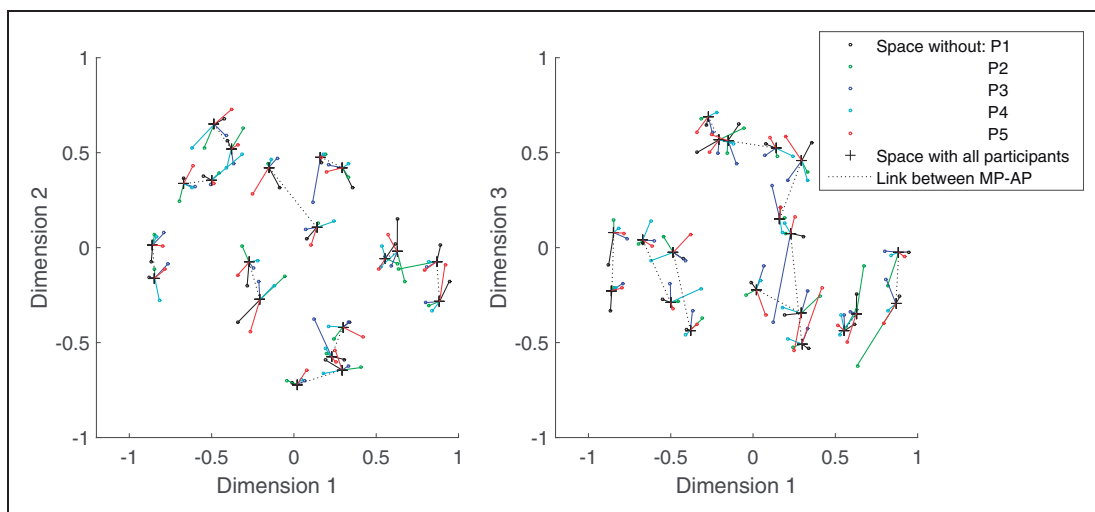 1
0.5
0
-0.5
-1
Dimension 2
-1
-0.5
0
0.5
1
Dimension 1
1
0.5
0
-0.5
-1
Dimension 3
-1
-0.5
0
0.5
1
Dimension 1
Space without: P1
P2
P3
P4
P5
Space with all participants
Link between MP-AP